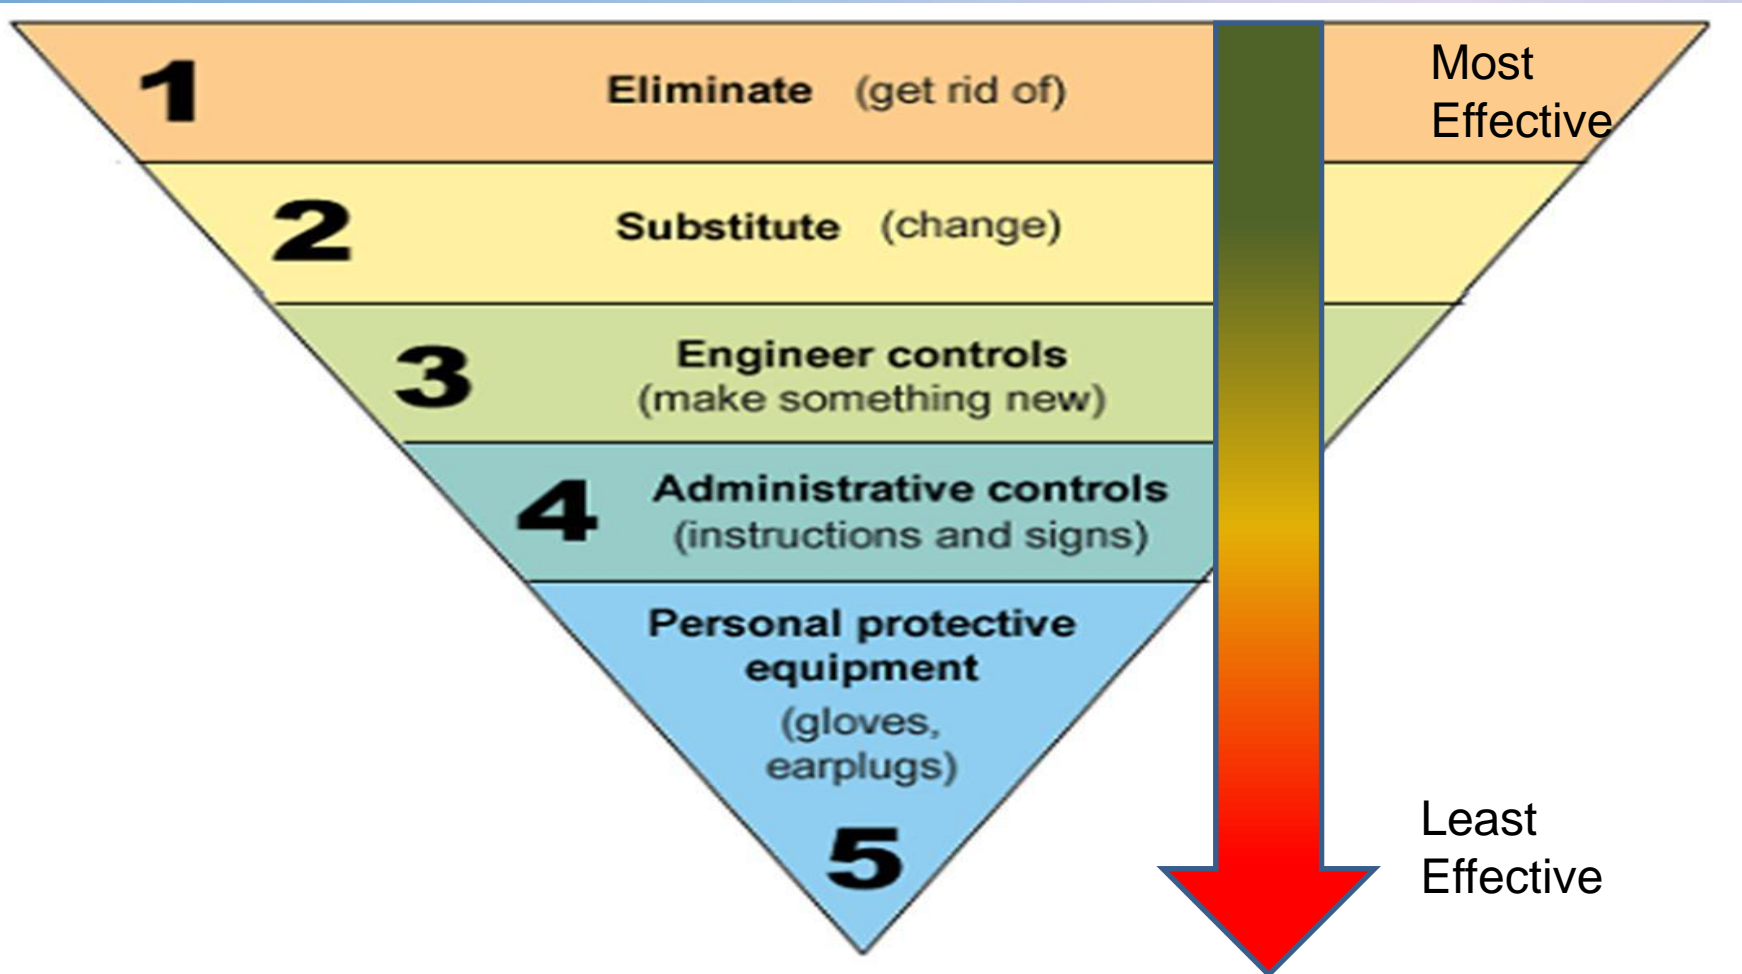 1
Eliminate (get rid of)
Most
Effective
2
Substitute (change)
3
Engineer controls
(make something new)
4
Administrative controls
(instructions and signs)
Personal protective
equipment
(gloves,
earplugs)
5
Least
Effective